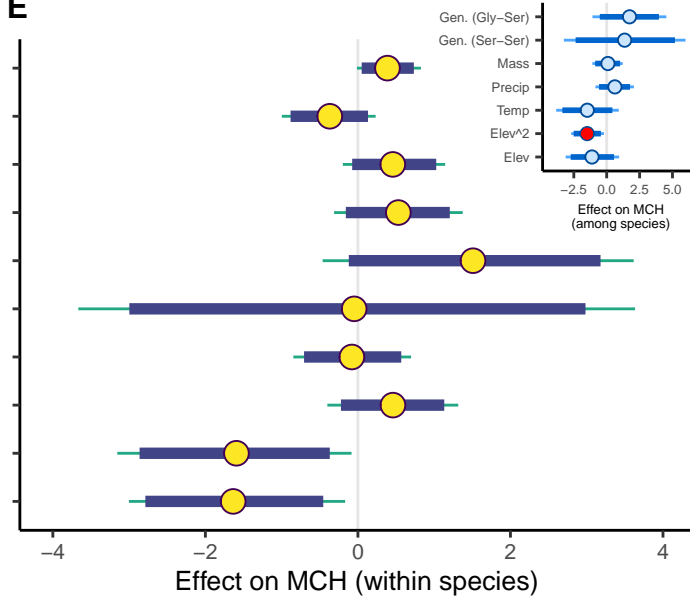 E
Gen. (Gly−Ser)
Gen. (Ser−Ser)
Mass
Precip
Temp
Elev^2
Elev
−2.5 0.0 2.5 5.0
Effect on MCH
(among species)
−4 −2 0 2 4
Effect on MCH (within species)